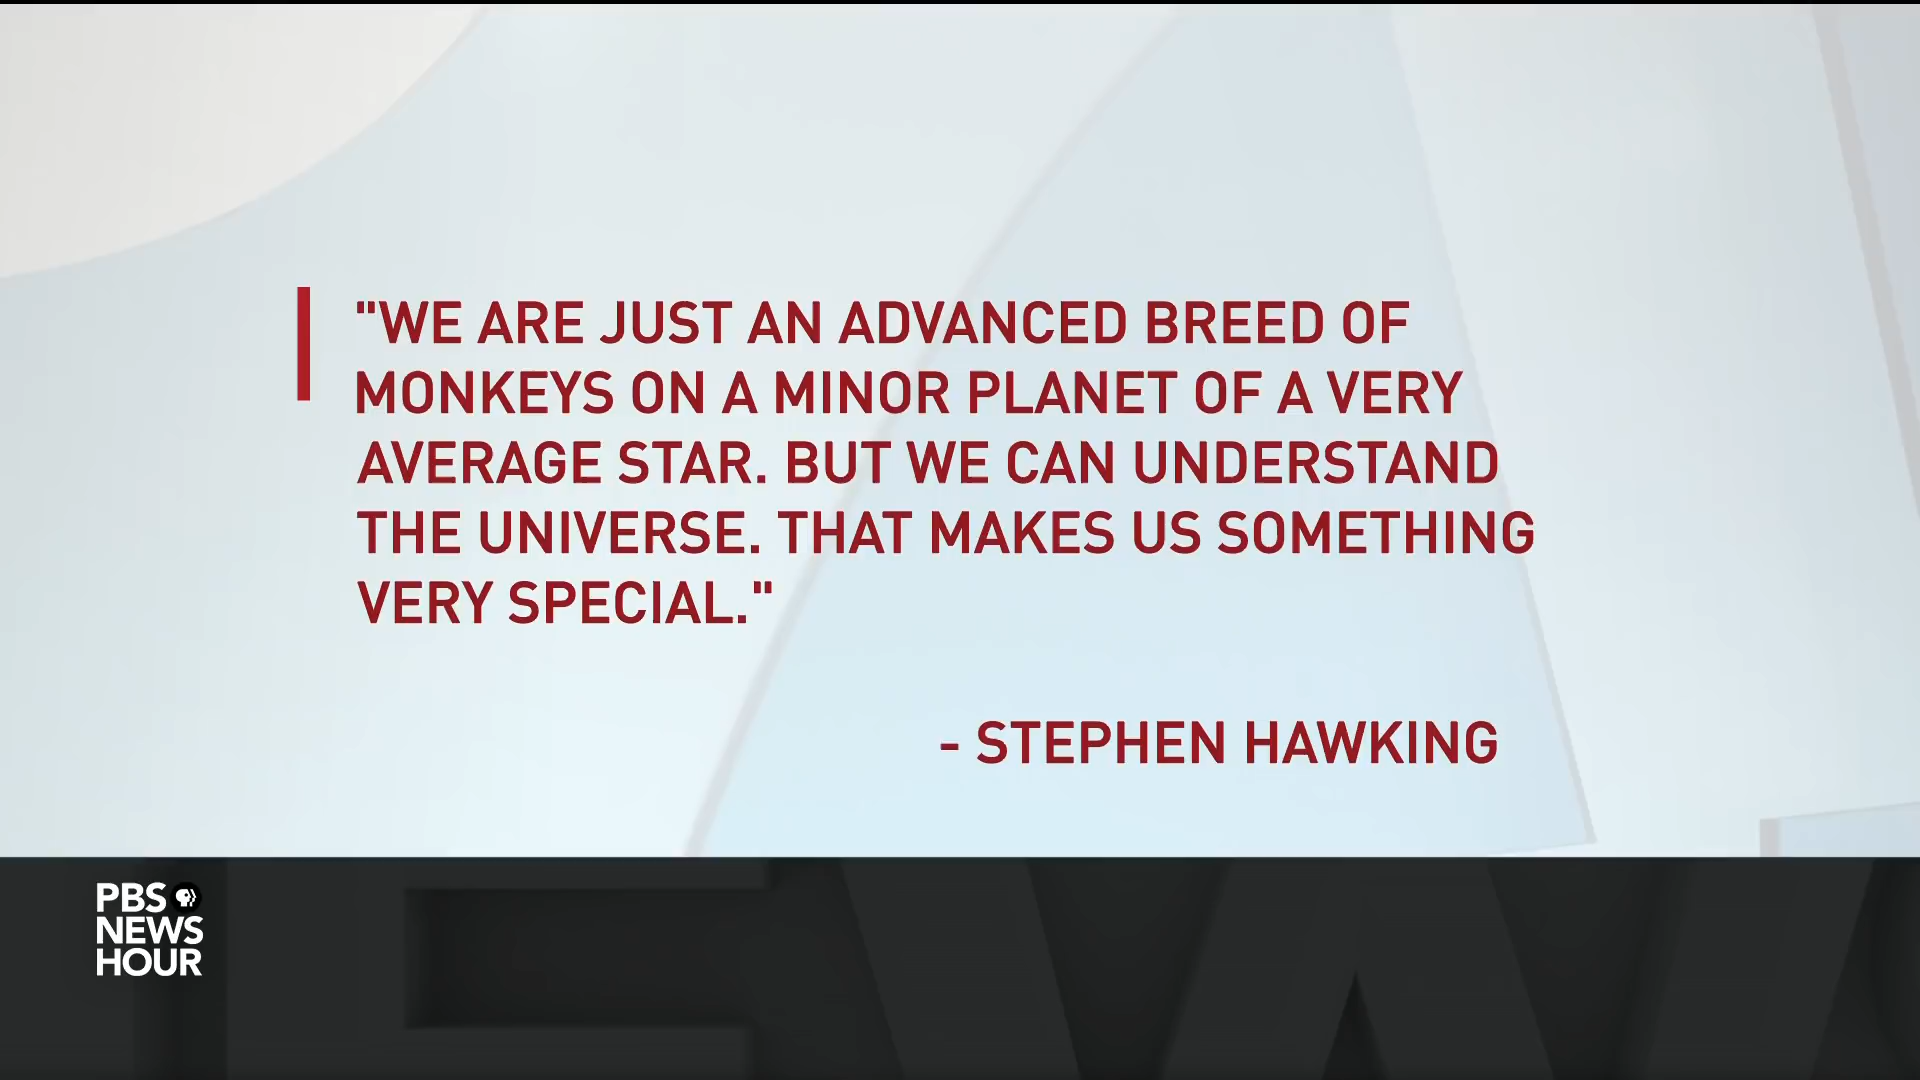 "WE ARE JUST AN ADVANCED BREED OF
MONKEYS ON A MINOR PLANET OF A VERY
AVERAGE STAR. BUT WE CAN UNDERSTAND
THE UNIVERSE. THAT MAKES US SOMETHING
VERY SPECIAL."
- STEPHEN HAWKING
PBS
NEWS
HOUR